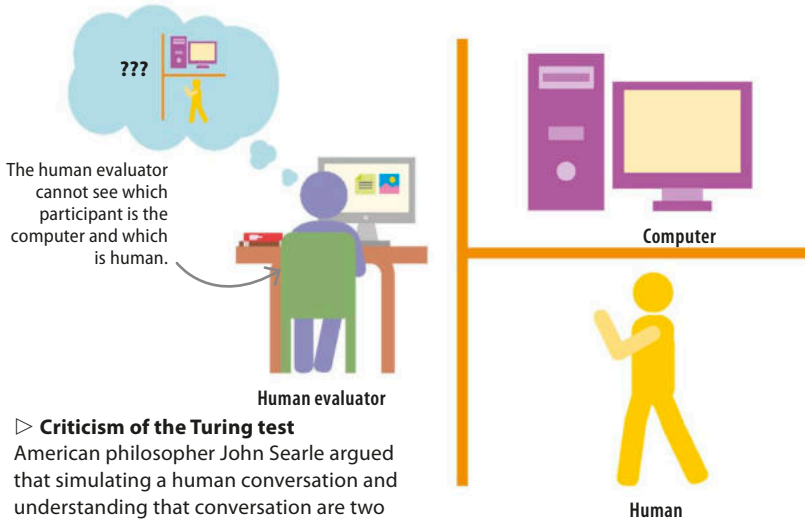 ???
The human evaluator
cannot see which
participant is the
computer and which
is human.
Human evaluator
Computer
Human
▷ Criticism of the Turing test
American philosopher John Searle argued
that simulating a human conversation and
understanding that conversation are two